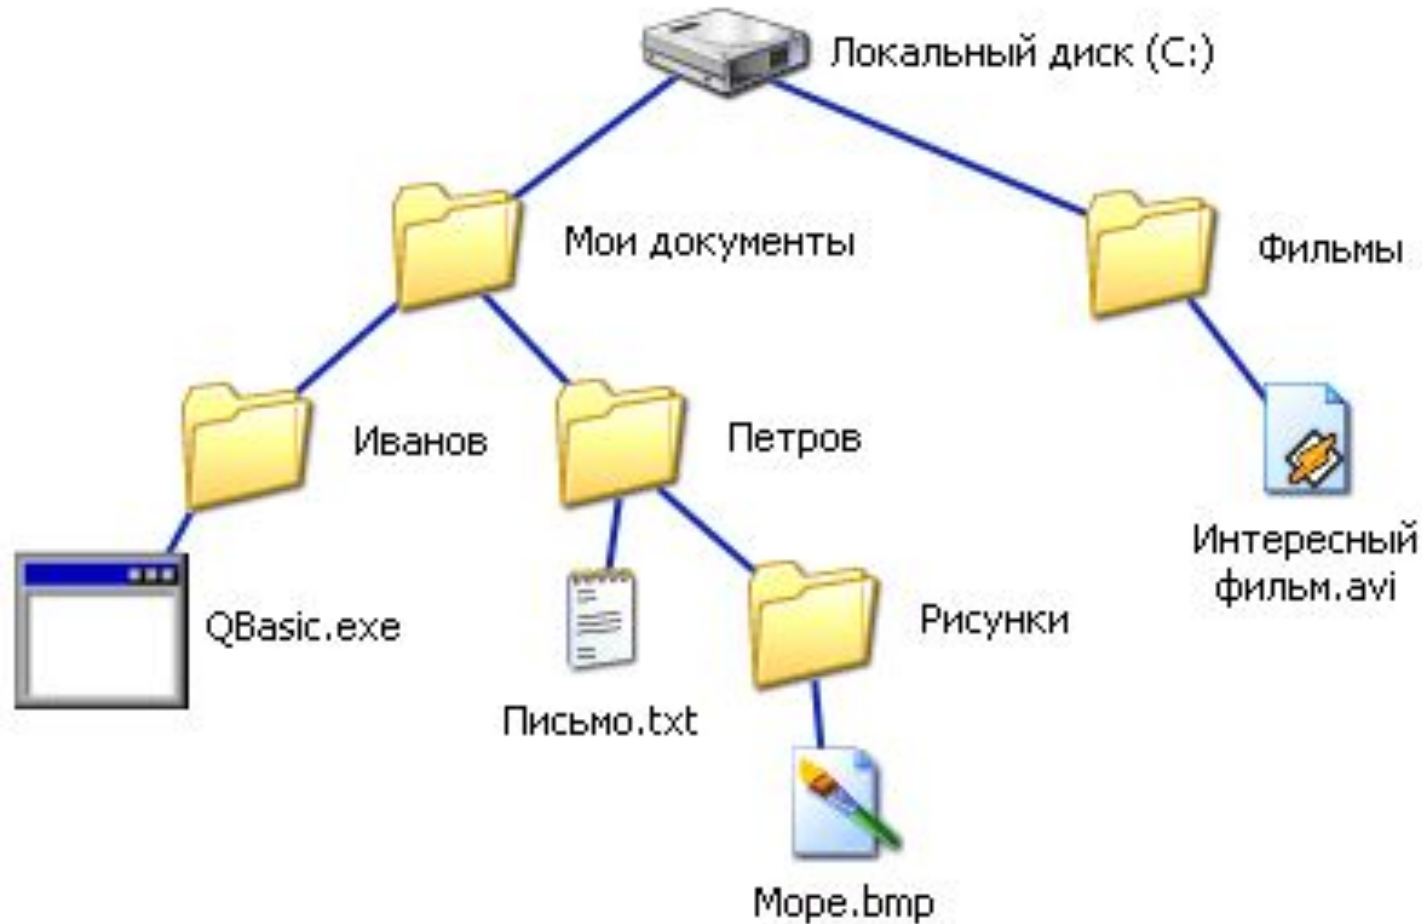 Локальный диск (C:)
Мои документы
Фильмы
Иванов
Петров
Интересный
фильм.avi
QBasic.exe
Рисунки
Письмо.txt
Море.bmp